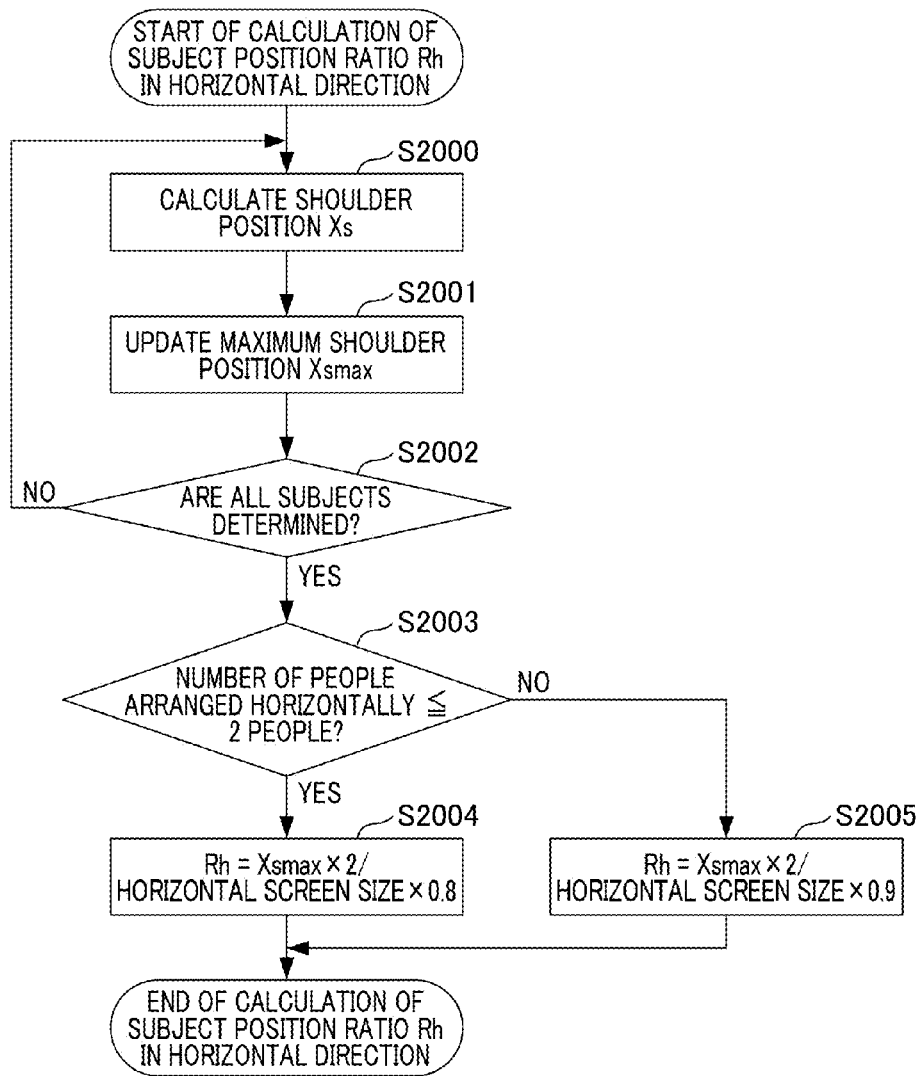 START OF CALCULATION OF
SUBJECT POSITION RATIO Rh
IN HORIZONTAL DIRECTION
S2000
CALCULATE SHOULDER
POSITION Xs
S2001
UPDATE MAXIMUM SHOULDER
POSITION Xsmax
S2002
NO
ARE ALL SUBJECTS
DETERMINED?
YES
S2003
NUMBER OF PEOPLE
ARRANGED HORIZONTALLY ≦
2 PEOPLE?
NO
YES
S2004
Rh = Xsmax × 2/
HORIZONTAL SCREEN SIZE × 0.8
S2005
Rh = Xsmax × 2/
HORIZONTAL SCREEN SIZE × 0.9
END OF CALCULATION OF
SUBJECT POSITION RATIO Rh
IN HORIZONTAL DIRECTION